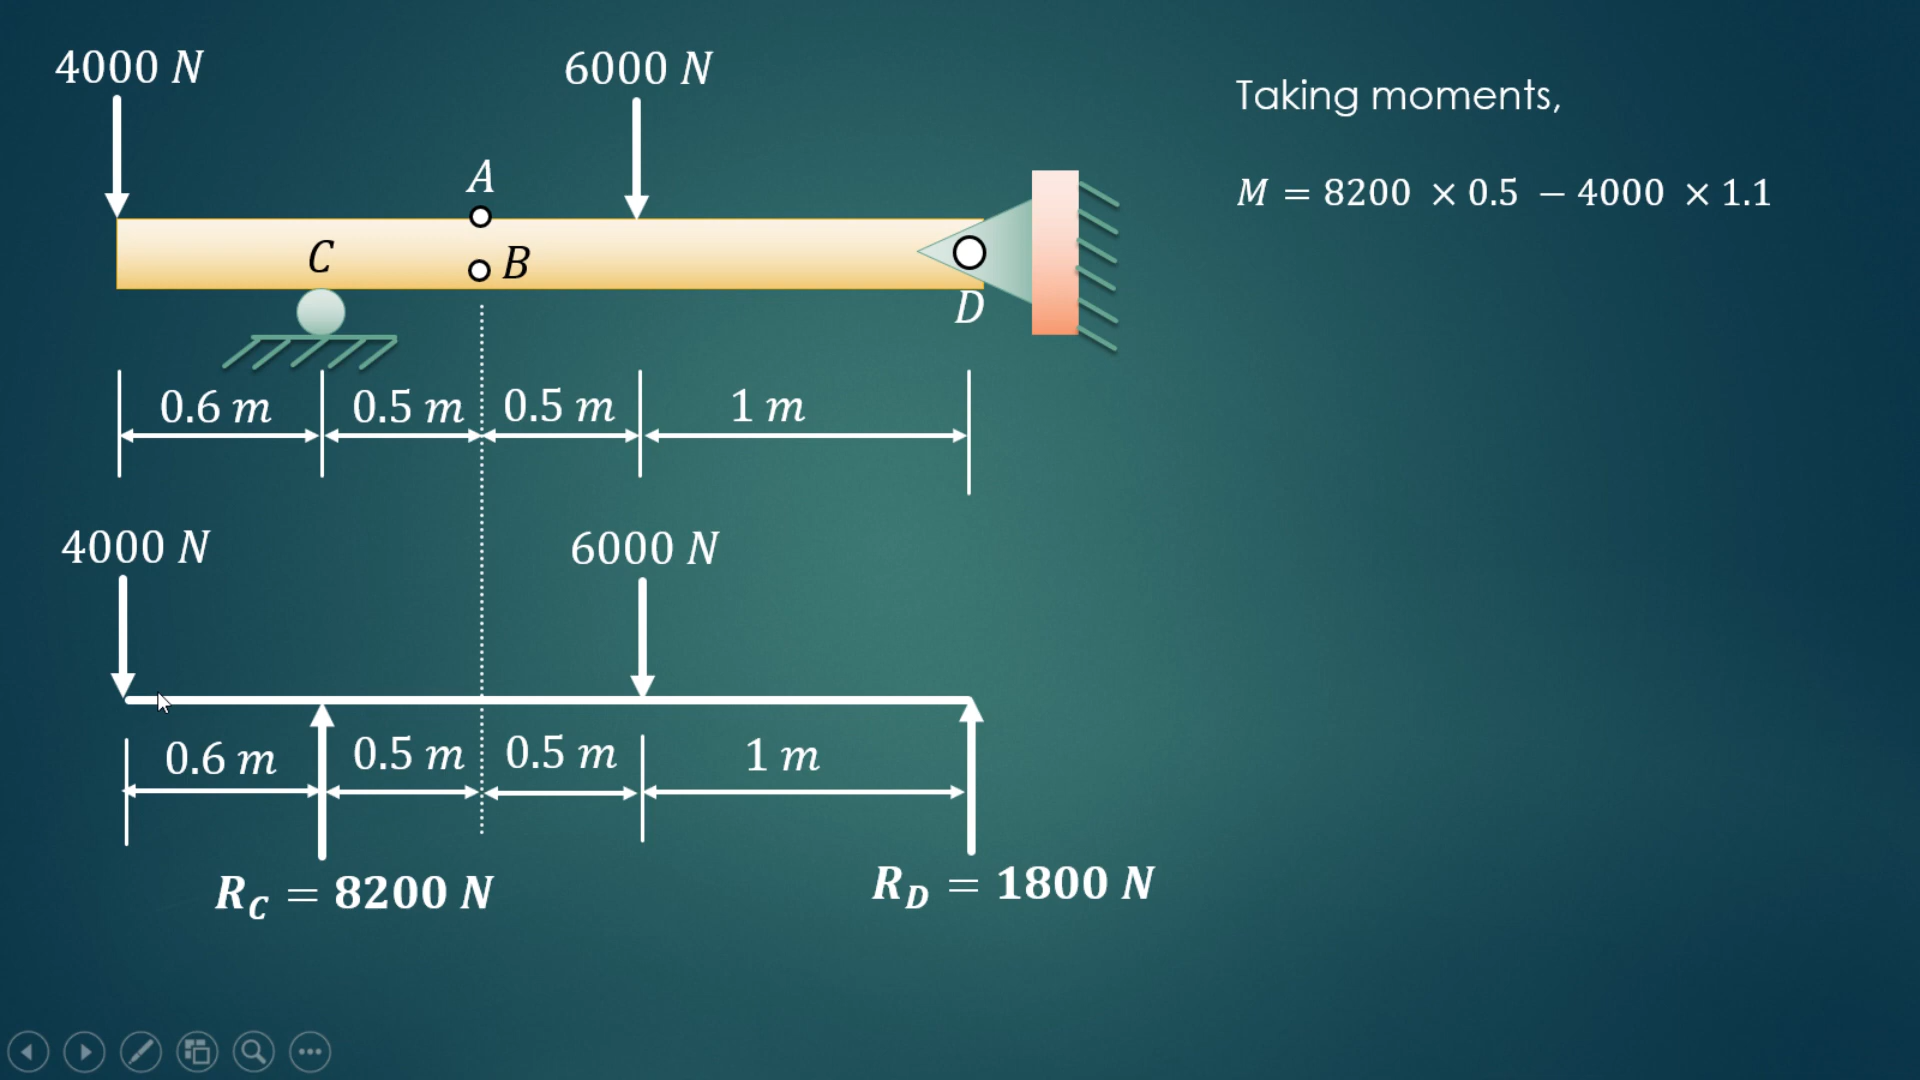 4000 N
6000 N
A
C
B
D
0.6 m
0.5 m
0.5 m
1 m
4000 N
6000 N
0.6 m
0.5 m
0.5 m
1 m
R_C = 8200 N
R_D = 1800 N
Taking moments,
M = 8200 × 0.5 − 4000 × 1.1